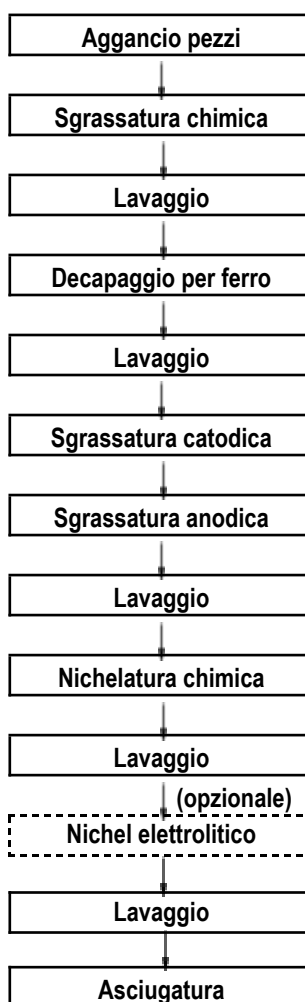 Aggancio pezzi
Sgrassatura chimica
Lavaggio
Decapaggio per ferro
Lavaggio
Sgrassatura catodica
Sgrassatura anodica
Lavaggio
Nichelatura chimica
Lavaggio
(opzionale)
Nichel elettrolitico
Lavaggio
Asciugatura